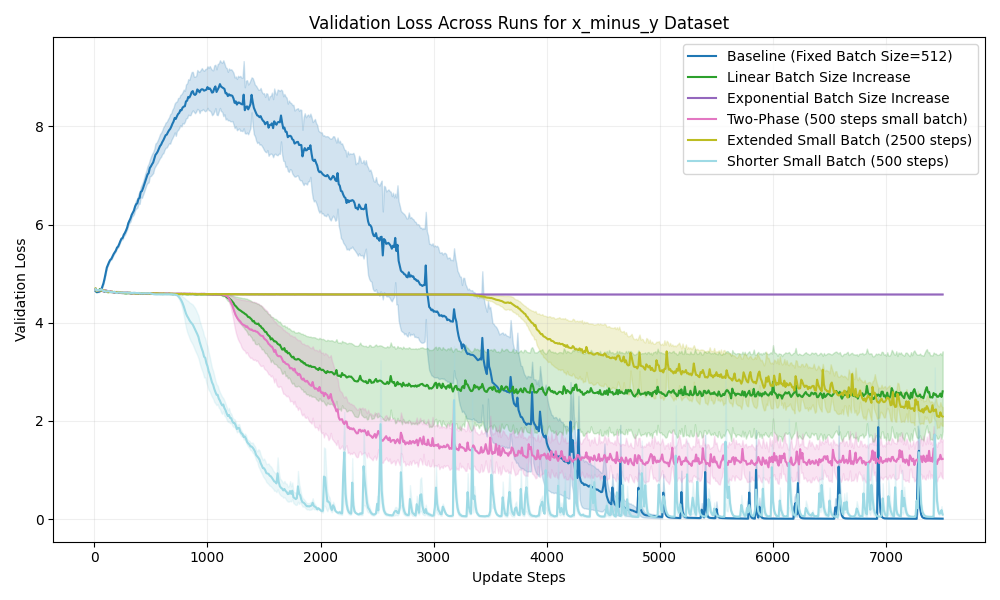 Validation Loss Across Runs for x_minus_y Dataset
Baseline (Fixed Batch Size=512)
Linear Batch Size Increase
Exponential Batch Size Increase
Two-Phase (500 steps small batch)
Extended Small Batch (2500 steps)
Shorter Small Batch (500 steps)
Validation Loss
8
6
4
2
0
0 1000 2000 3000 4000 5000 6000 7000
Update Steps